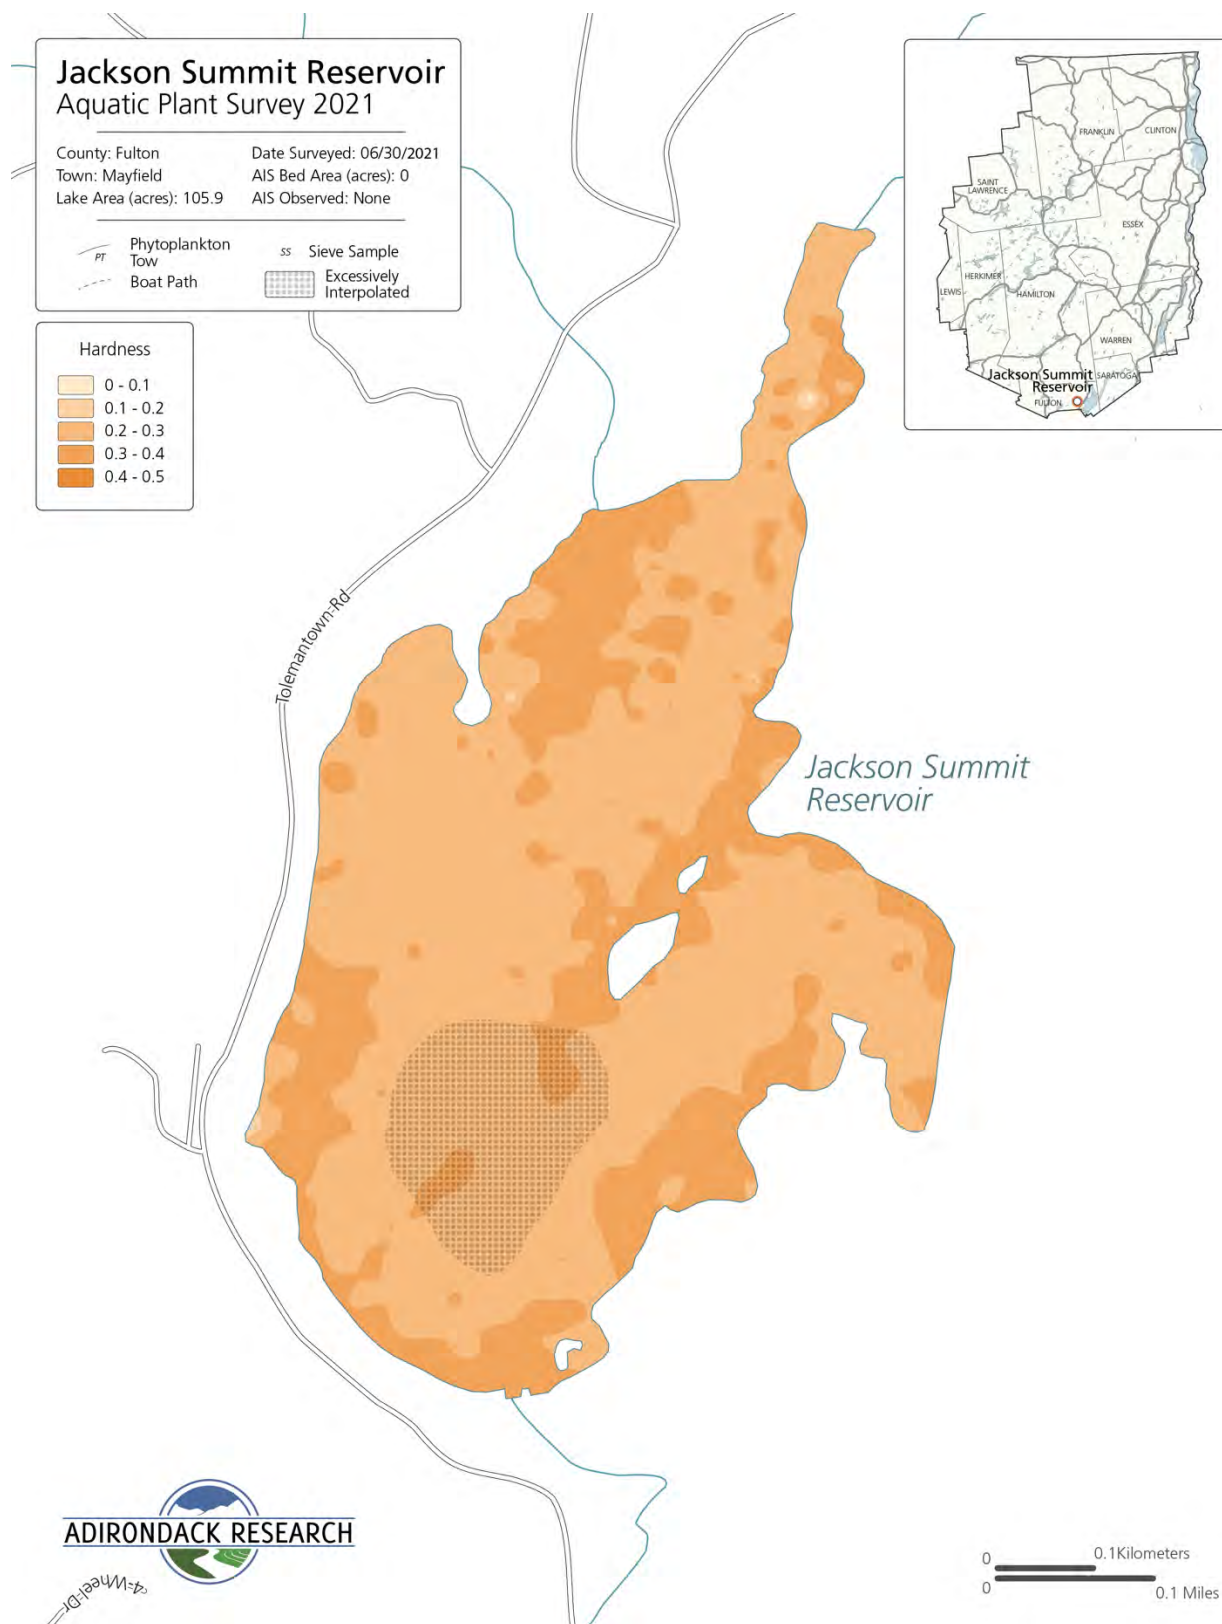 Jackson Summit Reservoir
Aquatic Plant Survey 2021
County: Fulton
Date Surveyed: 06/30/2021
Town: Mayfield
AIS Bed Area (acres): 0
Lake Area (acres): 105.9
AIS Observed: None
PT
Phytoplankton
Tow
SS
Sieve Sample
Boat Path
Excessively
Interpolated
Hardness
0 - 0.1
0.1 - 0.2
0.2 - 0.3
0.3 - 0.4
0.4 - 0.5
FRANKLIN
CLINTON
SAINT
LAWRENCE
ESSEX
HERKIMER
LEWIS
HAMILTON
WARREN
Jackson Summit
Reservoir
SARATOGA
FULTON
Tolemantown-Rd
Jackson Summit
Reservoir
ADIRONDACK RESEARCH
4=Wheel=Dr
0
0.1Kilometers
0
0.1 Miles